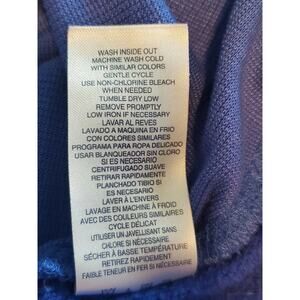 WASH INSIDE OUT
MACHINE WASH COLD
WITH SIMILAR COLORS
GENTLE CYCLE
USE NON-CHLORINE BLEACH
WHEN NEEDED
TUMBLE DRY LOW
REMOVE PROMPTLY
LOW IRON IF NECESSARY
LAVAR AL REVES
LAVADO A MAQUINA EN FRIO
CON COLORES SIMILARES
PROGRAMA PARA ROPA DELICADO
USAR BLANQUEADOR SIN CLORO
SI ES NECESARIO
CENTRIFUGADO SUAVE
RETIRAR RAPIDAMENTE
PLANCHADO TIBIO SI
ES NECESARIO
LAVER À L'ENVERS
LAVAGE EN MACHINE À FROID
AVEC DES COULEURS SIMILAIRES
CYCLE DÉLICAT
UTILISER UN JAVELLISANT SANS
CHLORE SI NÉCESSAIRE
SÉCHER À BASSE TEMPÉRATURE
RETIREZ RAPIDEMENT
FAIBLE TENEUR EN FER SI NÉCESSAIRE